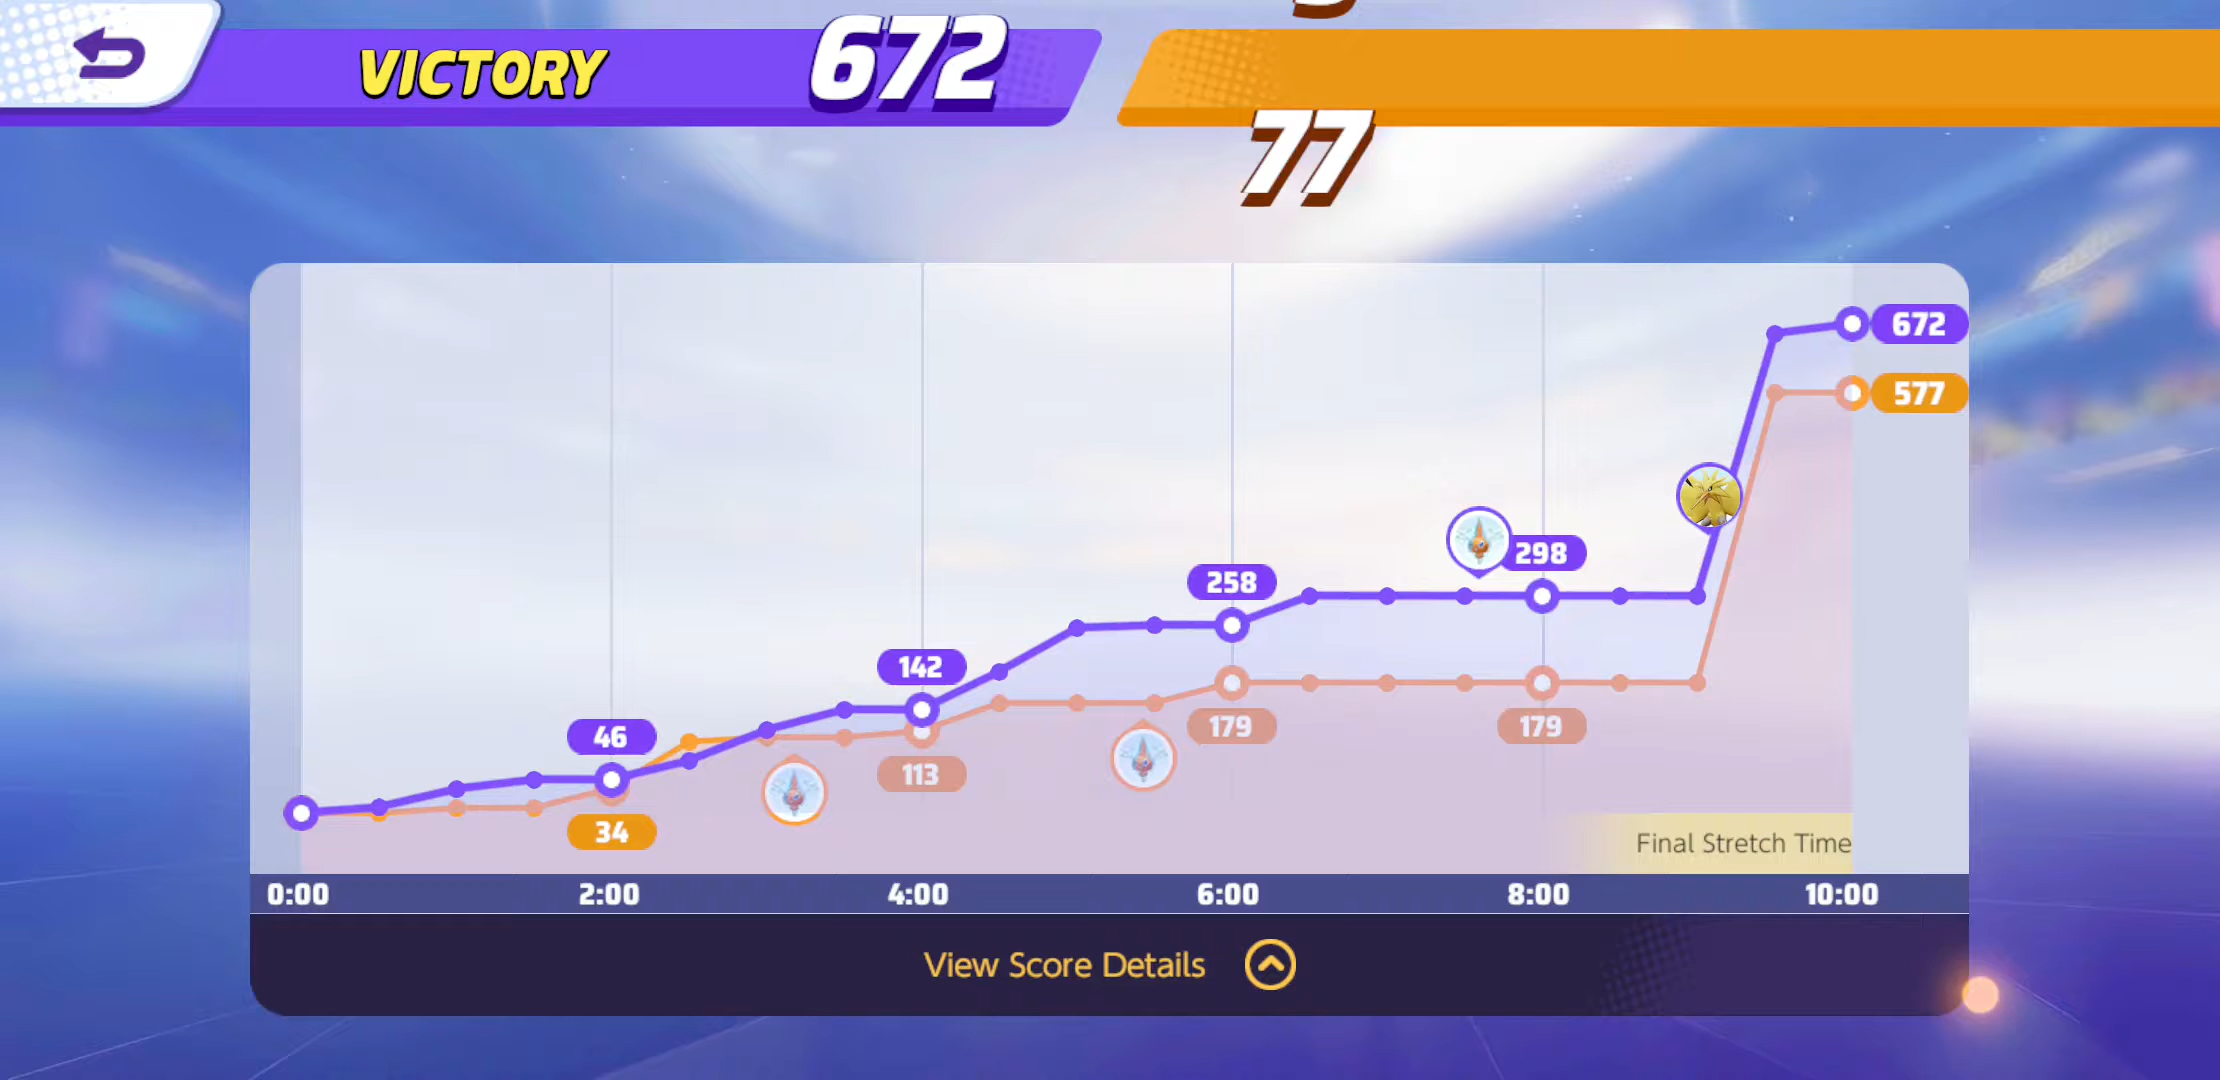 VICTORY 672
77
672
577
298
258
179 179
142
113
46
34
Final Stretch Time
0:00 2:00 4:00 6:00 8:00 10:00
View Score Details